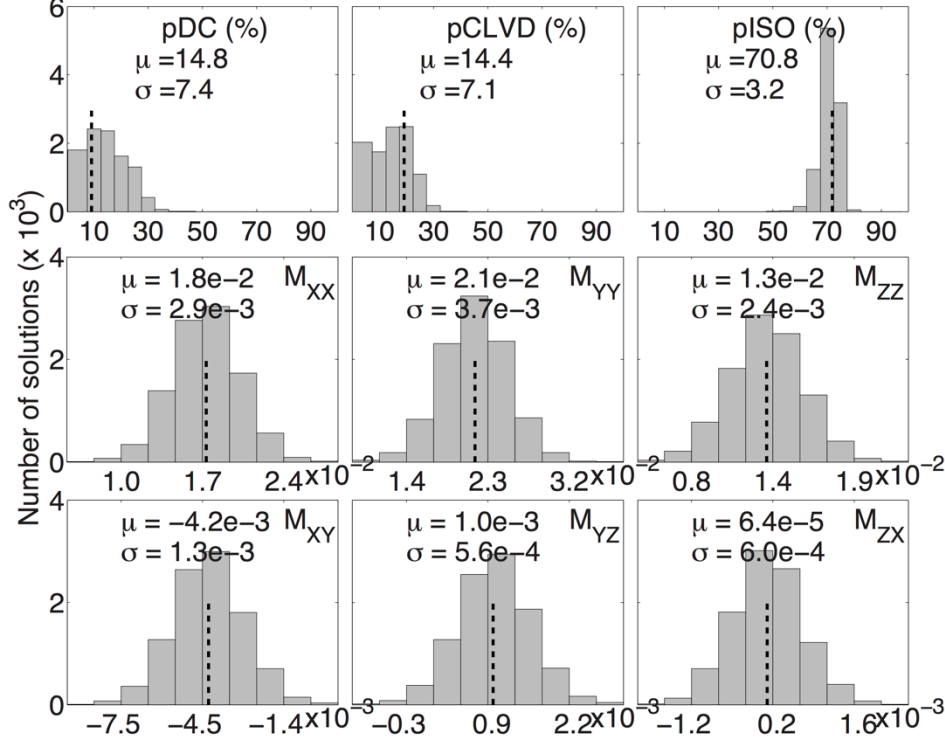 Number of solutions (x 10³)
pDC (%)
μ =14.8
σ =7.4
6
4
2
0
10 30 50 70 90
pCLVD (%)
μ =14.4
σ =7.1
10 30 50 70 90
pISO (%)
μ =70.8
σ =3.2
10 30 50 70 90
μ = 1.8e−2 M_XX
σ = 2.9e−3
4
2
0
1.0 1.7 2.4 x10⁻²
μ = 2.1e−2 M_YY
σ = 3.7e−3
1.4 2.3 3.2 x10⁻²
μ = 1.3e−2 M_ZZ
σ = 2.4e−3
0.8 1.4 1.9 x10⁻²
μ = −4.2e−3 M_XY
σ = 1.3e−3
4
2
0
−7.5 −4.5 −1.4 x10⁻³
μ = 1.0e−3 M_YZ
σ = 5.6e−4
−0.3 0.9 2.2 x10⁻³
μ = 6.4e−5 M_ZX
σ = 6.0e−4
−1.2 0.2 1.6 x10⁻³